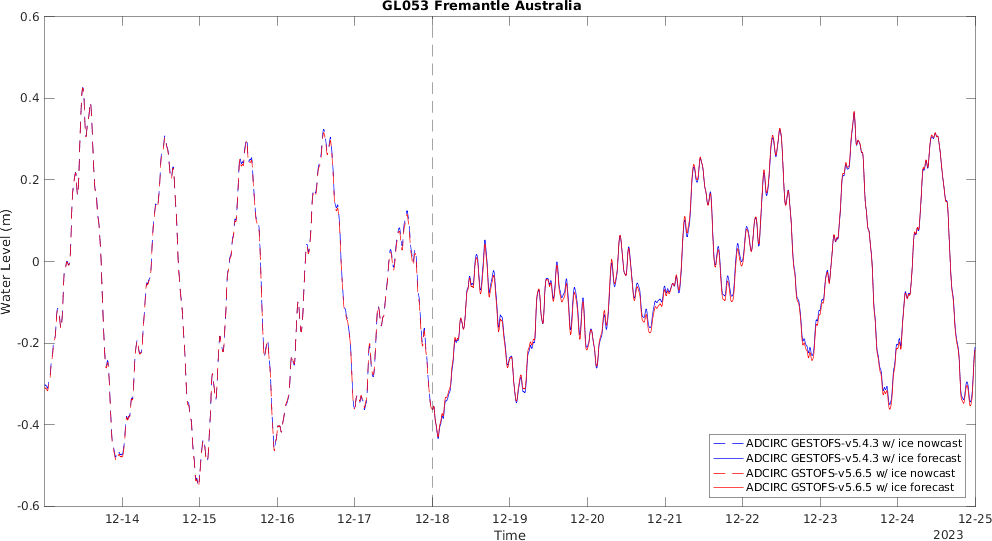 GL053 Fremantle Australia
0.6
0.4
0.2
0
-0.2
-0.4
-0.6
Water Level (m)
12-14
12-15
12-16
12-17
12-18
12-19
12-20
12-21
12-22
12-23
12-24
12-25
Time
2023
ADCIRC GESTOFS-v5.4.3 w/ ice nowcast
ADCIRC GESTOFS-v5.4.3 w/ ice forecast
ADCIRC GSTOFS-v5.6.5 w/ ice nowcast
ADCIRC GSTOFS-v5.6.5 w/ ice forecast